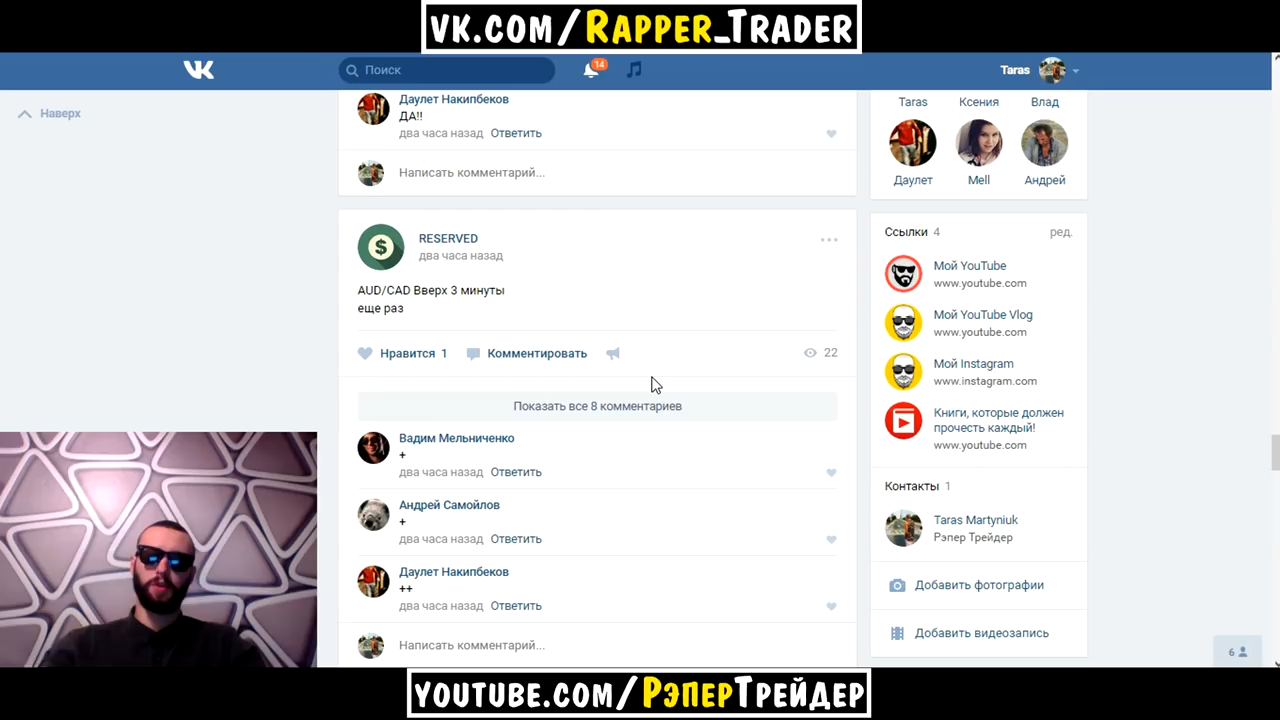 VK.COM/RAPPER_TRADER
Поиск
14
Taras
Наверх
Даулет Накипбеков
ДА!!
два часа назад Ответить
Написать комментарий...
RESERVED
два часа назад
AUD/CAD Вверх 3 минуты
еще раз
Нравится 1 Комментировать 22
Показать все 8 комментариев
Вадим Мельниченко
+
два часа назад Ответить
Андрей Самойлов
+
два часа назад Ответить
Даулет Накипбеков
++
два часа назад Ответить
Написать комментарий...
Taras Ксения Влад
Даулет Mell Андрей
Ссылки 4 ред.
Мой YouTube
www.youtube.com
Мой YouTube Vlog
www.youtube.com
Мой Instagram
www.instagram.com
Книги, которые должен
прочесть каждый!
www.youtube.com
Контакты 1
Taras Martyniuk
Рэпер Трейдер
Добавить фотографии
Добавить видеозапись
6
YOUTUBE.COM/РЭПЕРТРЕЙДЕР